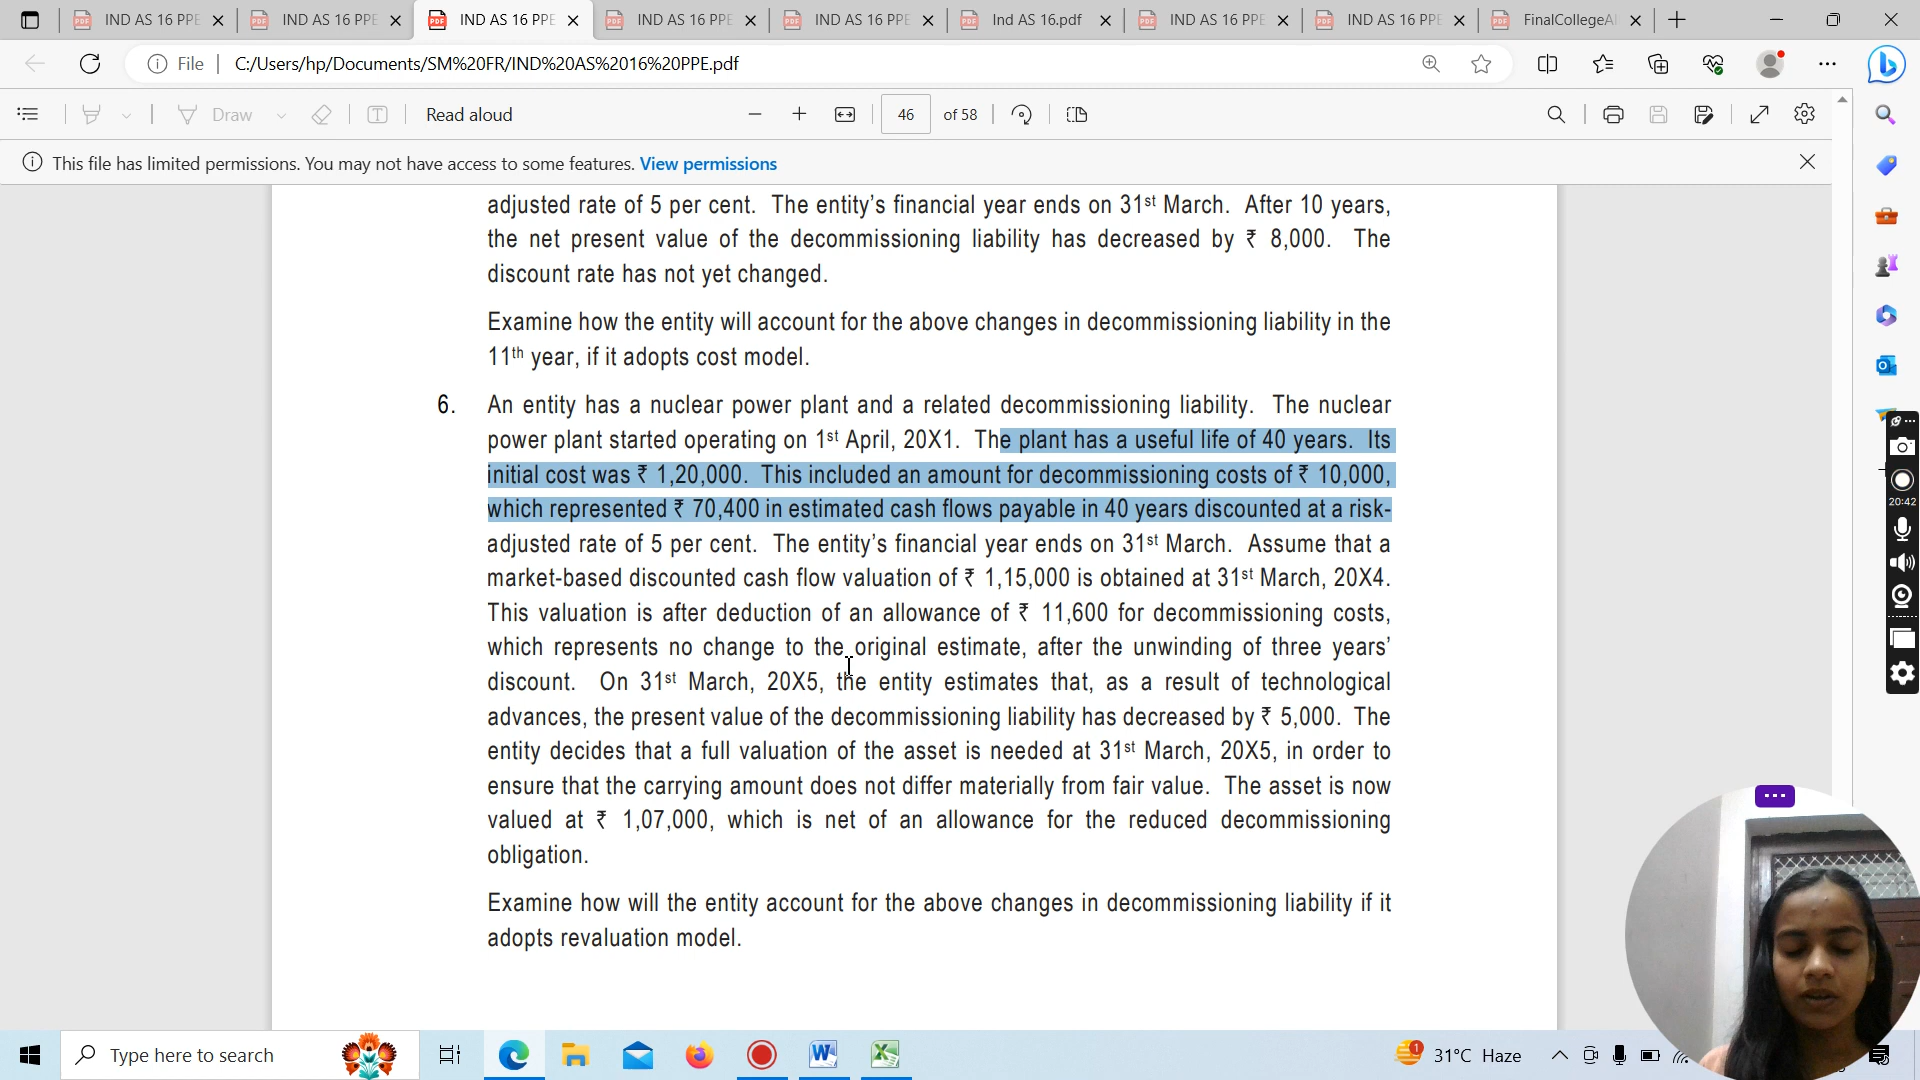 IND AS 16 PPE
IND AS 16 PPE
IND AS 16 PPE
IND AS 16 PPE
IND AS 16 PPE
Ind AS 16.pdf
IND AS 16 PPE
IND AS 16 PPE
FinalCollegeA
File
C:/Users/hp/Documents/SM%20FR/IND%20AS%2016%20PPE.pdf
Draw
Read aloud
46
of 58
This file has limited permissions. You may not have access to some features. View permissions
adjusted rate of 5 per cent. The entity's financial year ends on 31st March. After 10 years,
the net present value of the decommissioning liability has decreased by ₹ 8,000. The
discount rate has not yet changed.
Examine how the entity will account for the above changes in decommissioning liability in the
11th year, if it adopts cost model.
6. An entity has a nuclear power plant and a related decommissioning liability. The nuclear
power plant started operating on 1st April, 20X1. The plant has a useful life of 40 years. Its
initial cost was ₹ 1,20,000. This included an amount for decommissioning costs of ₹ 10,000,
which represented ₹ 70,400 in estimated cash flows payable in 40 years discounted at a risk-
adjusted rate of 5 per cent. The entity's financial year ends on 31st March. Assume that a
market-based discounted cash flow valuation of ₹ 1,15,000 is obtained at 31st March, 20X4.
This valuation is after deduction of an allowance of ₹ 11,600 for decommissioning costs,
which represents no change to the original estimate, after the unwinding of three years'
discount. On 31st March, 20X5, the entity estimates that, as a result of technological
advances, the present value of the decommissioning liability has decreased by ₹ 5,000. The
entity decides that a full valuation of the asset is needed at 31st March, 20X5, in order to
ensure that the carrying amount does not differ materially from fair value. The asset is now
valued at ₹ 1,07,000, which is net of an allowance for the reduced decommissioning
obligation.
Examine how will the entity account for the above changes in decommissioning liability if it
adopts revaluation model.
20:42
Type here to search
1
31°C Haze